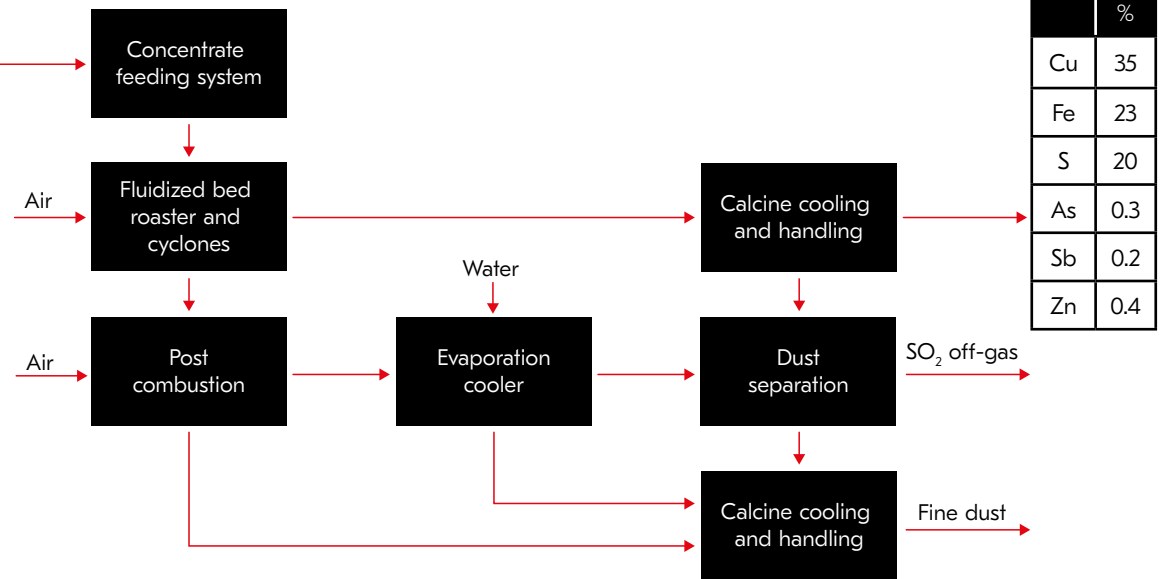 Concentrate
feeding system
Air
Fluidized bed
roaster and
cyclones
Calcine cooling
and handling
Water
Air
Post
combustion
Evaporation
cooler
Dust
separation
SO₂ off-gas
Calcine cooling
and handling
Fine dust
%
Cu 35
Fe 23
S 20
As 0.3
Sb 0.2
Zn 0.4